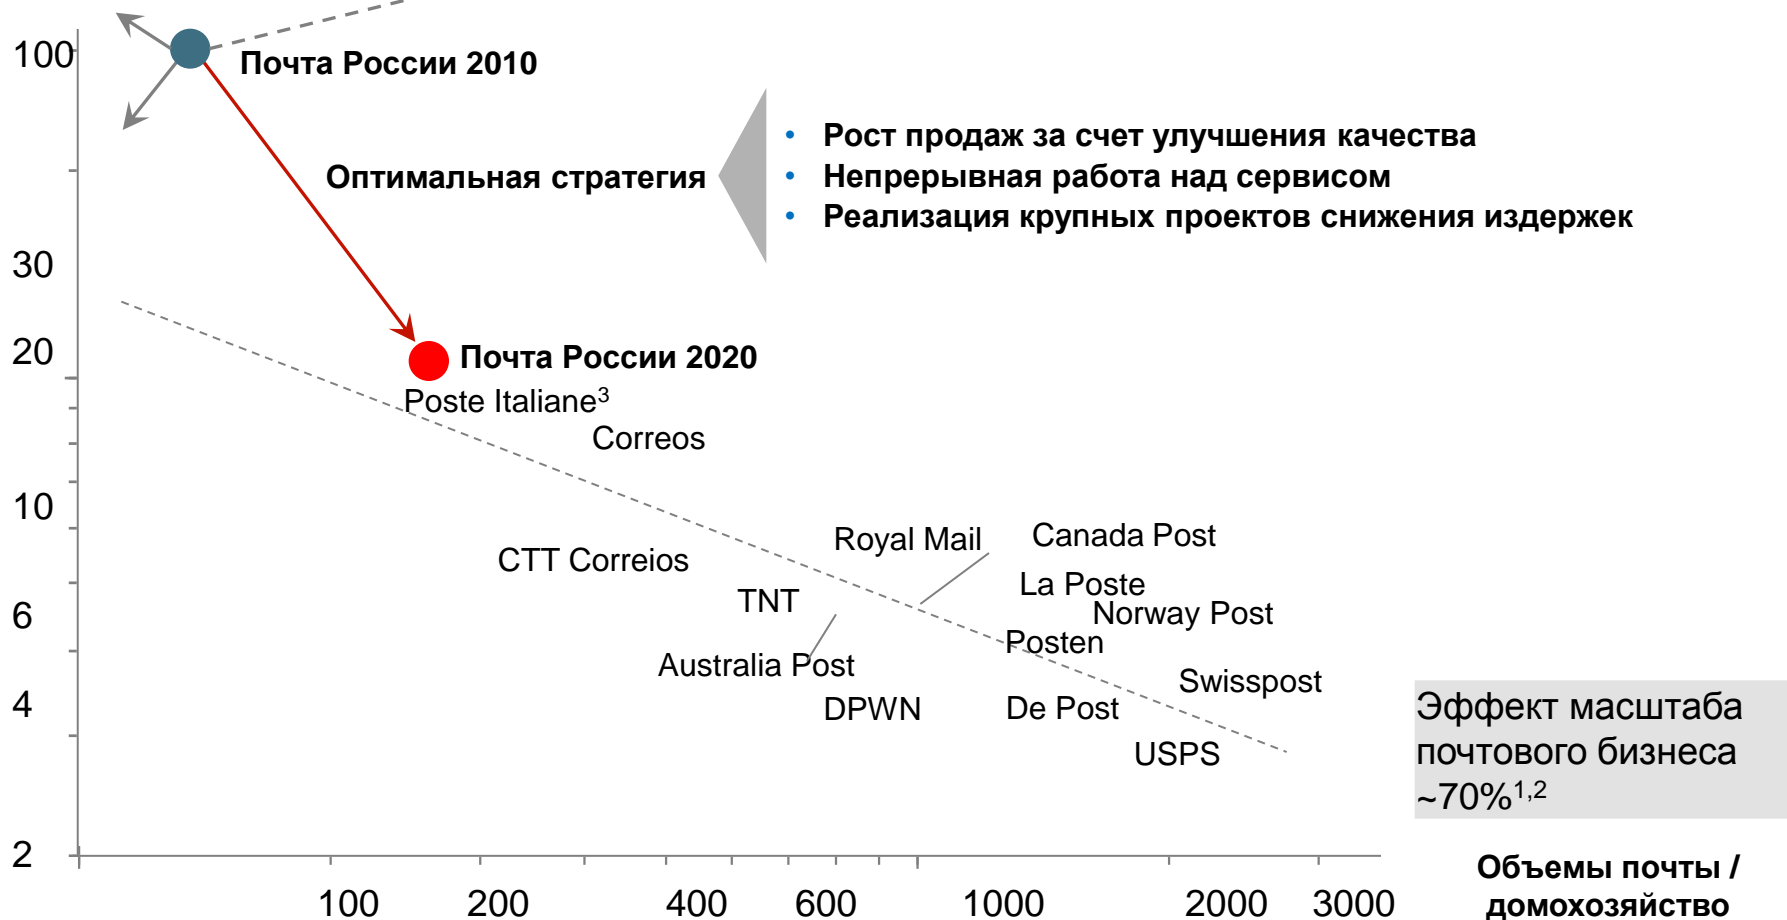 100
Почта России 2010
• Рост продаж за счет улучшения качества
Оптимальная стратегия
• Непрерывная работа над сервисом
• Реализация крупных проектов снижения издержек
30
20
Почта России 2020
Poste Italiane³
Correos
10
Royal Mail
Canada Post
CTT Correios
La Poste
TNT
Norway Post
6
Posten
Australia Post
Swisspost
4
DPWN
De Post
USPS
Эффект масштаба
почтового бизнеса
~70%¹,²
2
Объемы почты /
домохозяйство
100 200 400 600 1000 2000 3000